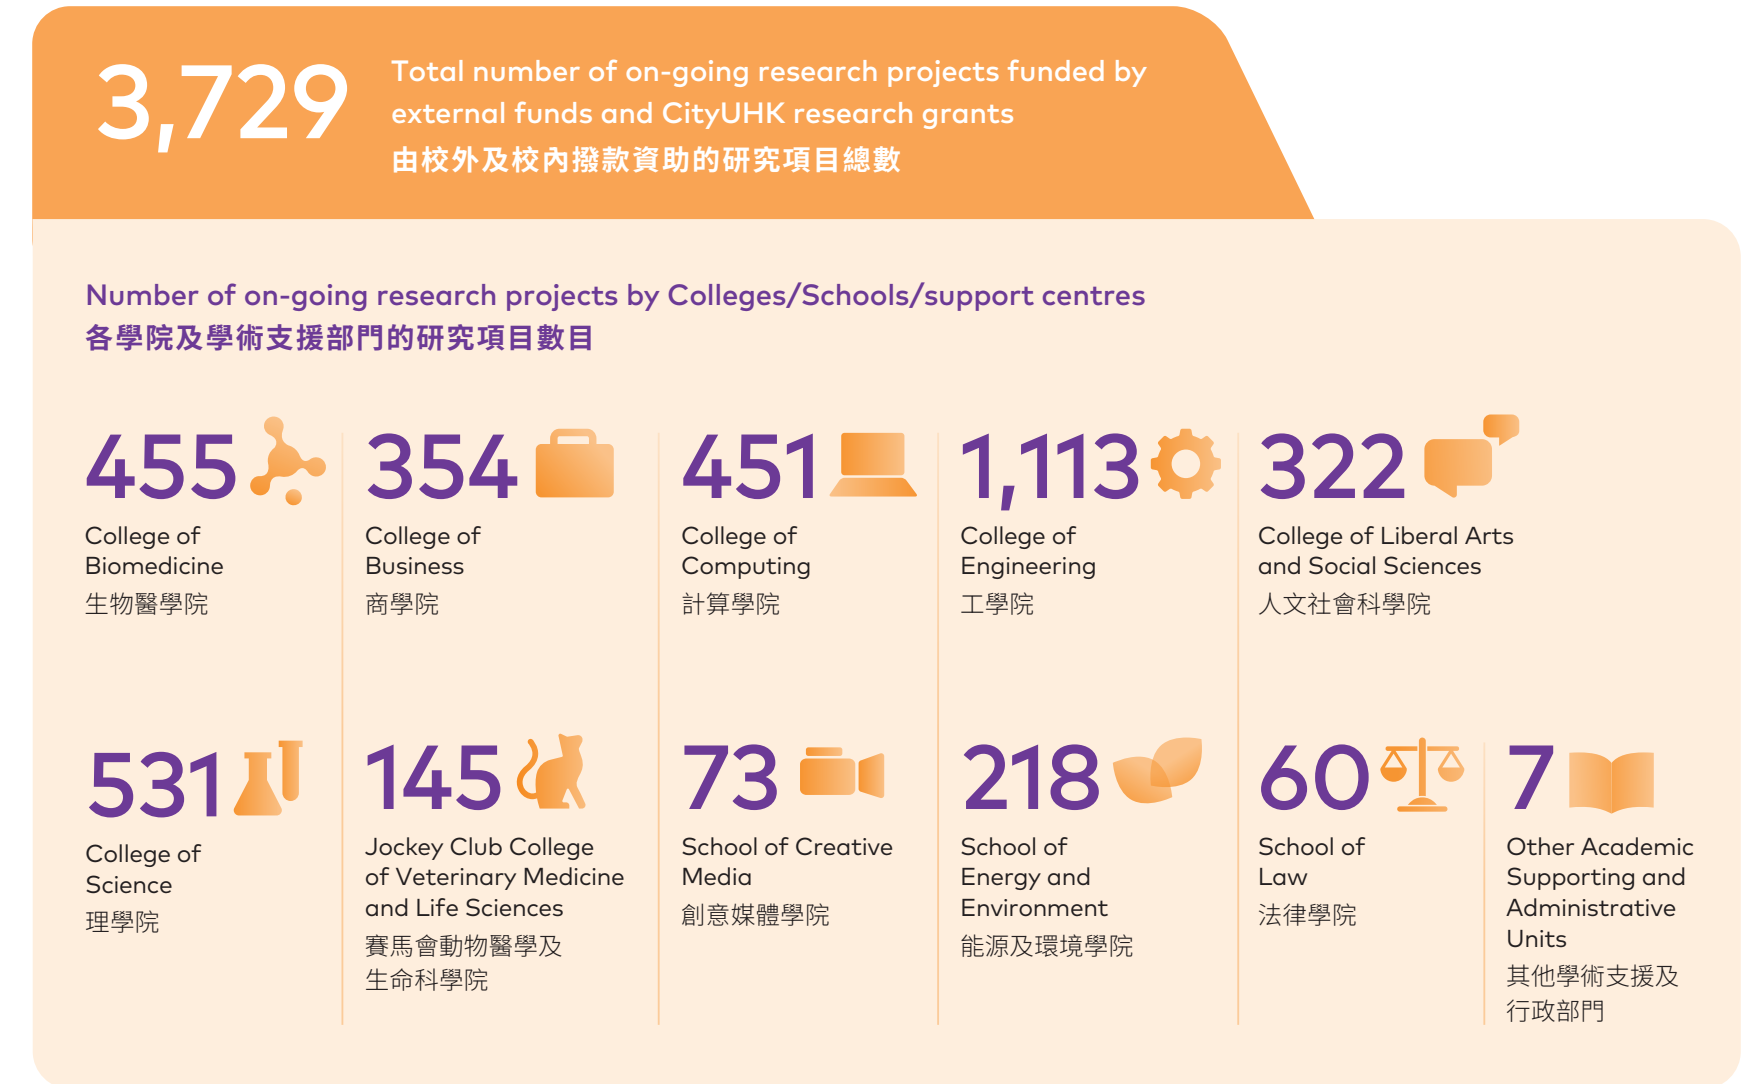 3,729
Total number of on-going research projects funded by
external funds and CityUHK research grants
由校外及校內撥款資助的研究項目總數
Number of on-going research projects by Colleges/Schools/support centres
各學院及學術支援部門的研究項目數目
455
College of
Biomedicine
生物醫學院
354
College of
Business
商學院
451
College of
Computing
計算學院
1,113
College of
Engineering
工學院
322
College of Liberal Arts
and Social Sciences
人文社會科學院
531
College of
Science
理學院
145
Jockey Club College
of Veterinary Medicine
and Life Sciences
賽馬會動物醫學及
生命科學院
73
School of Creative
Media
創意媒體學院
218
School of
Energy and
Environment
能源及環境學院
60
School of
Law
法律學院
7
Other Academic
Supporting and
Administrative
Units
其他學術支援及
行政部門